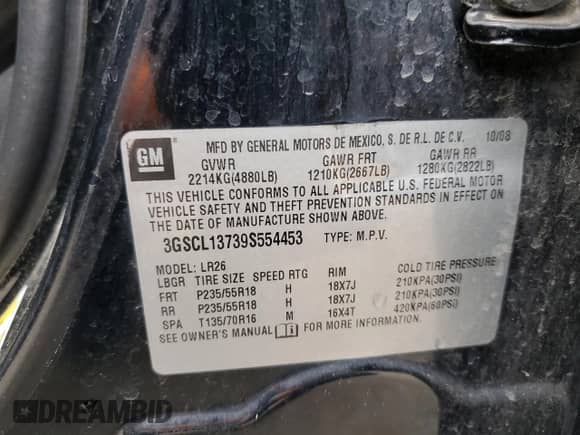 GM
MFD BY GENERAL MOTORS DE MEXICO, S. DE R.L. DE C.V. 10/08
GVWR GAWR FRT GAWR RR
2214KG(4880LB) 1210KG(2667LB) 1280KG(2822LB)
THIS VEHICLE CONFORMS TO ALL APPLICABLE U.S. FEDERAL MOTOR
VEHICLE SAFETY AND THEFT PREVENTION STANDARDS IN EFFECT ON
THE DATE OF MANUFACTURE SHOWN ABOVE.
3GSCL13739S554453 TYPE: M.P.V.
MODEL: LR26
LBGR TIRE SIZE SPEED RTG RIM COLD TIRE PRESSURE
FRT P235/55R18 H 18X7J 210KPA(30PSI)
RR P235/55R18 H 18X7J 210KPA(30PSI)
SPA T135/70R16 M 16X4T 420KPA(60PSI)
SEE OWNER'S MANUAL FOR MORE INFORMATION.
DREAMBID